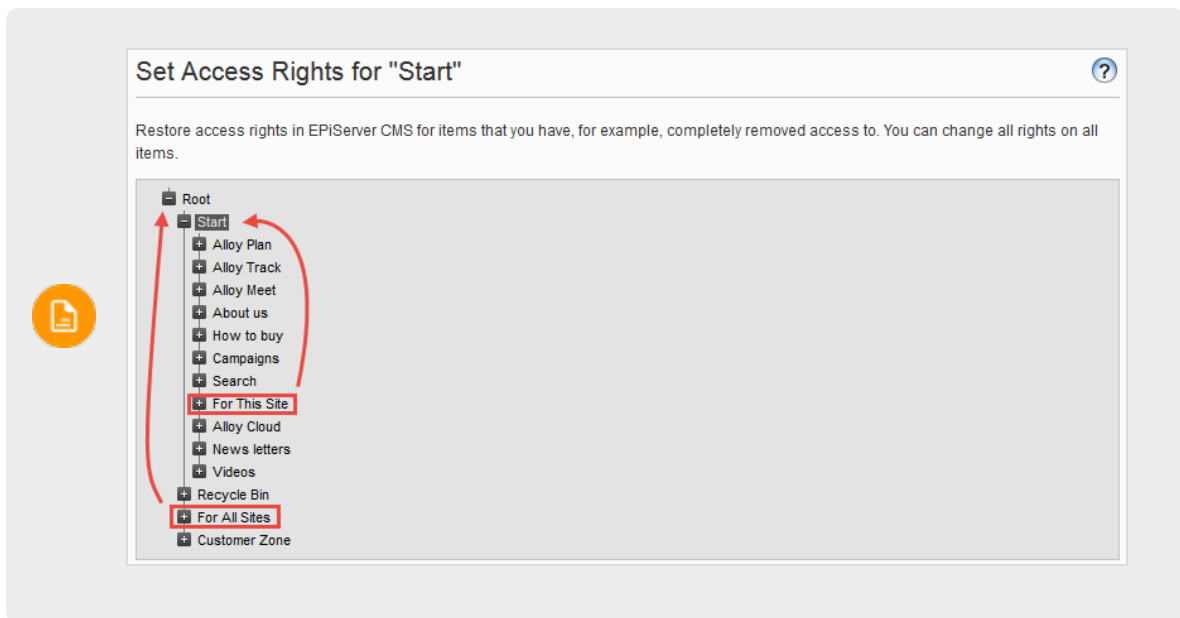 Set Access Rights for "Start"
?
Restore access rights in EPiServer CMS for items that you have, for example, completely removed access to. You can change all rights on all
items.
Root
Start
Alloy Plan
Alloy Track
Alloy Meet
About us
How to buy
Campaigns
Search
For This Site
Alloy Cloud
News letters
Videos
Recycle Bin
For All Sites
Customer Zone